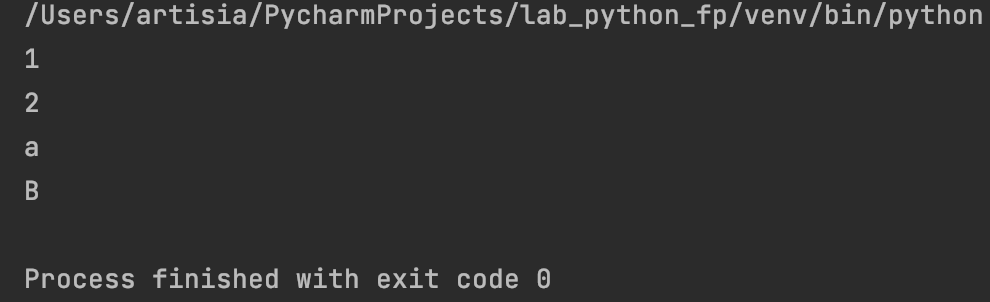 /Users/artisia/PycharmProjects/lab_python_fp/venv/bin/python
1
2
a
B
Process finished with exit code 0